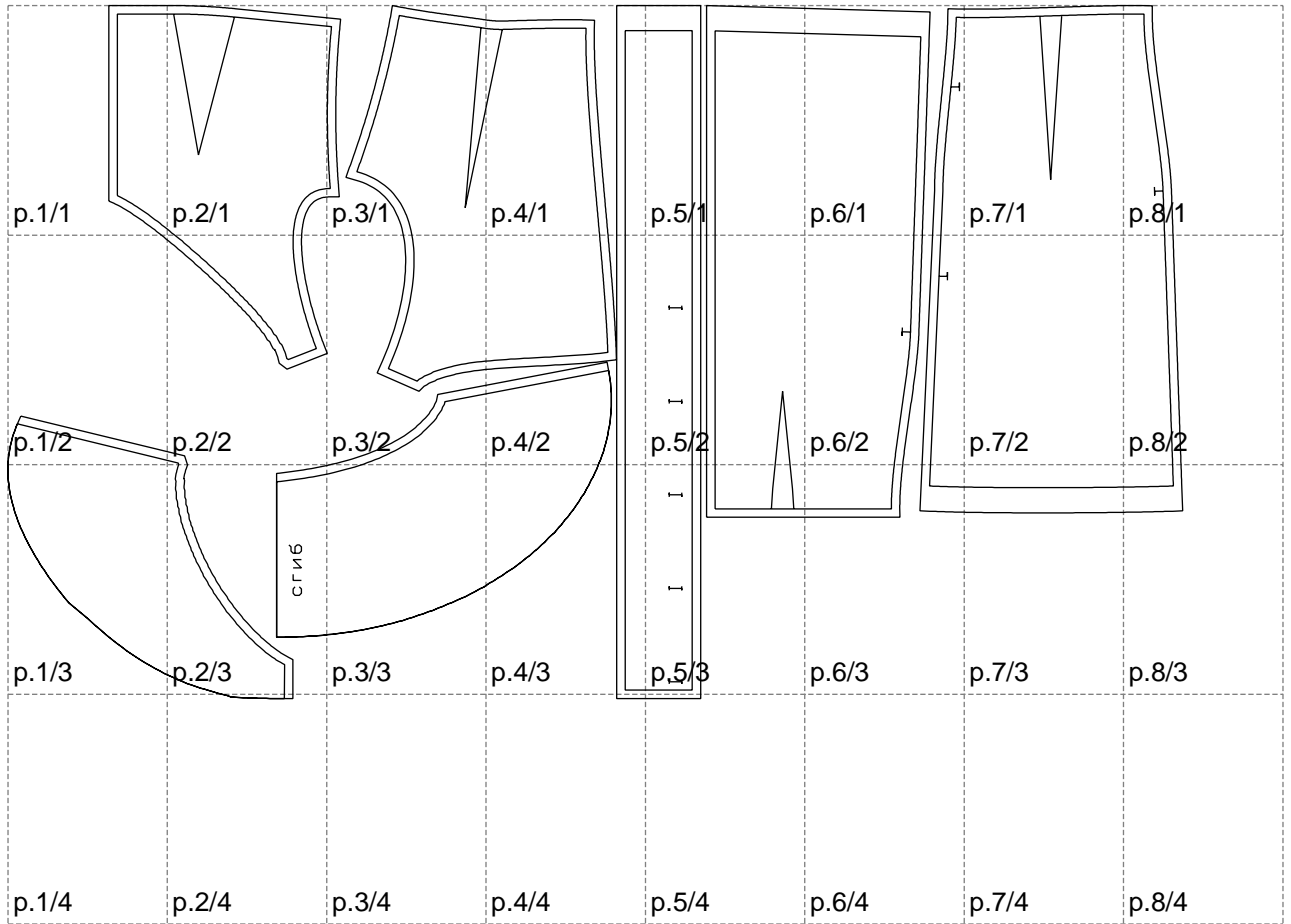 p.1/1 p.2/1 p.3/1 p.4/1 p.5/1 p.6/1 p.7/1 p.8/1
p.1/2 p.2/2 p.3/2 p.4/2 p.5/2 p.6/2 p.7/2 p.8/2
сгиб
p.1/3 p.2/3 p.3/3 p.4/3 p.5/3 p.6/3 p.7/3 p.8/3
p.1/4 p.2/4 p.3/4 p.4/4 p.5/4 p.6/4 p.7/4 p.8/4